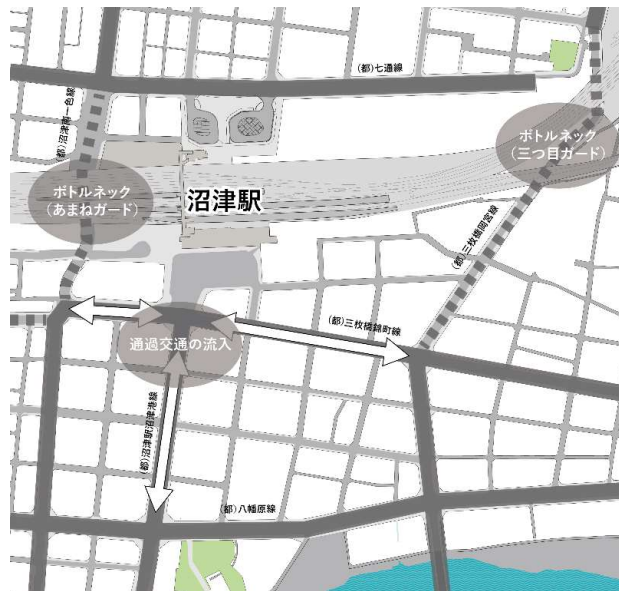 (都)七通線
(都)沼津南一色線
ボトルネック
(三つ目ガード)
ボトルネック
(あまねガード)
沼津駅
(都)三枚橋岡宮線
(都)三枚橋錦町線
通過交通の流入
(都)沼津駅沼津港線
(都)八幡原線